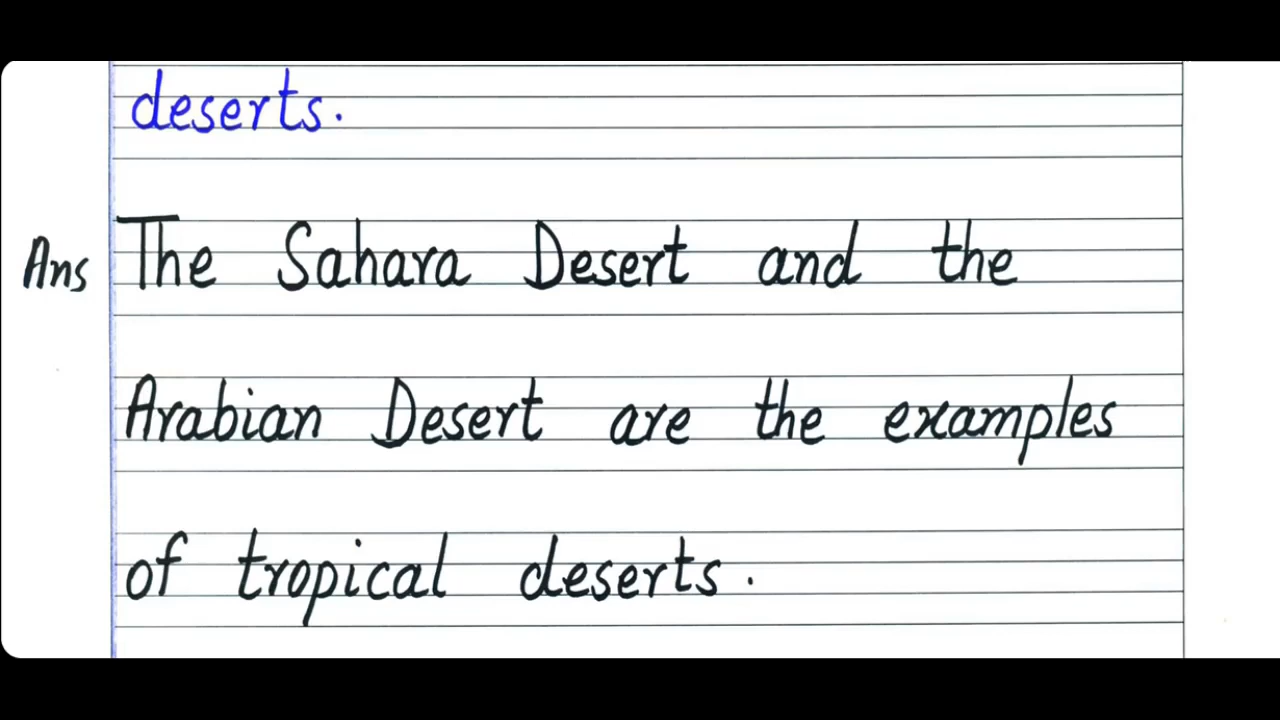 deserts.
Ans The Sahara Desert and the
Arabian Desert are the examples
of tropical deserts.